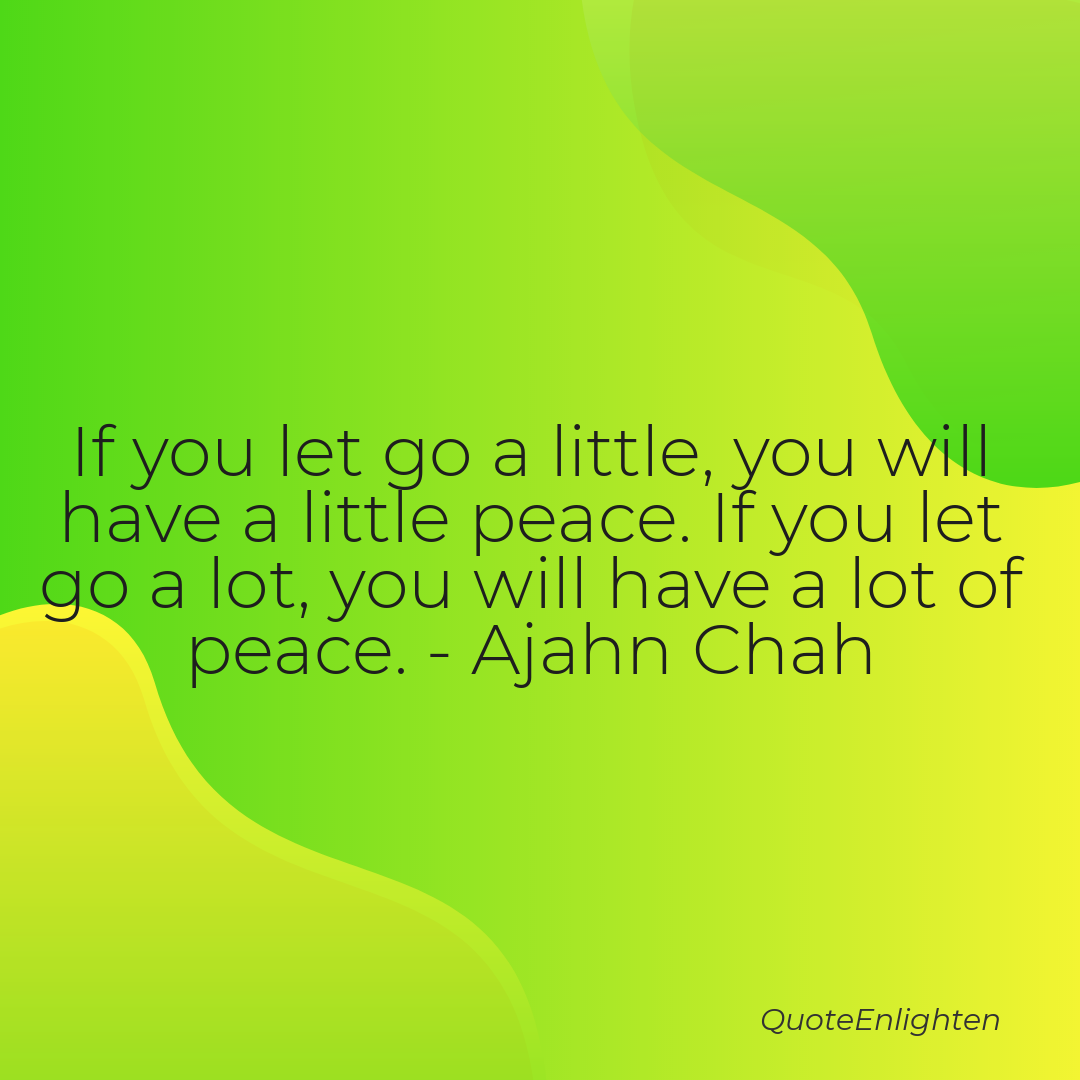 If you let go a little, you will
have a little peace. If you let
go a lot, you will have a lot of
peace. - Ajahn Chah
QuoteEnlighten